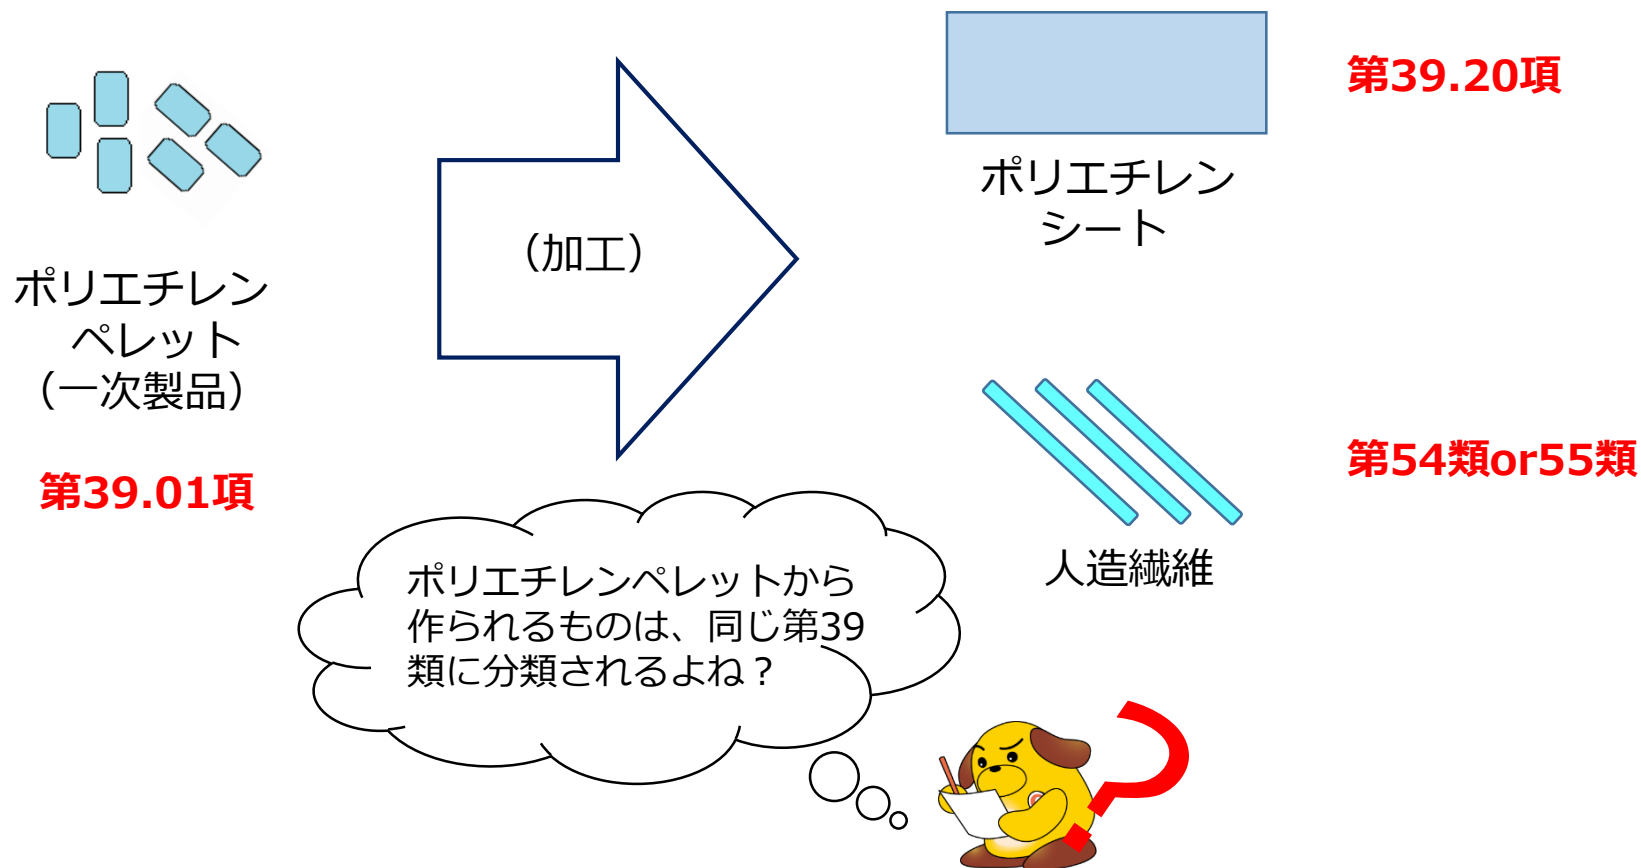 ポリエチレン
ペレット
（一次製品）
第39.01項
（加工）
第39.20項
ポリエチレン
シート
第54類or55類
人造繊維
ポリエチレンペレットから
作られるものは、同じ第39
類に分類されるよね？
?